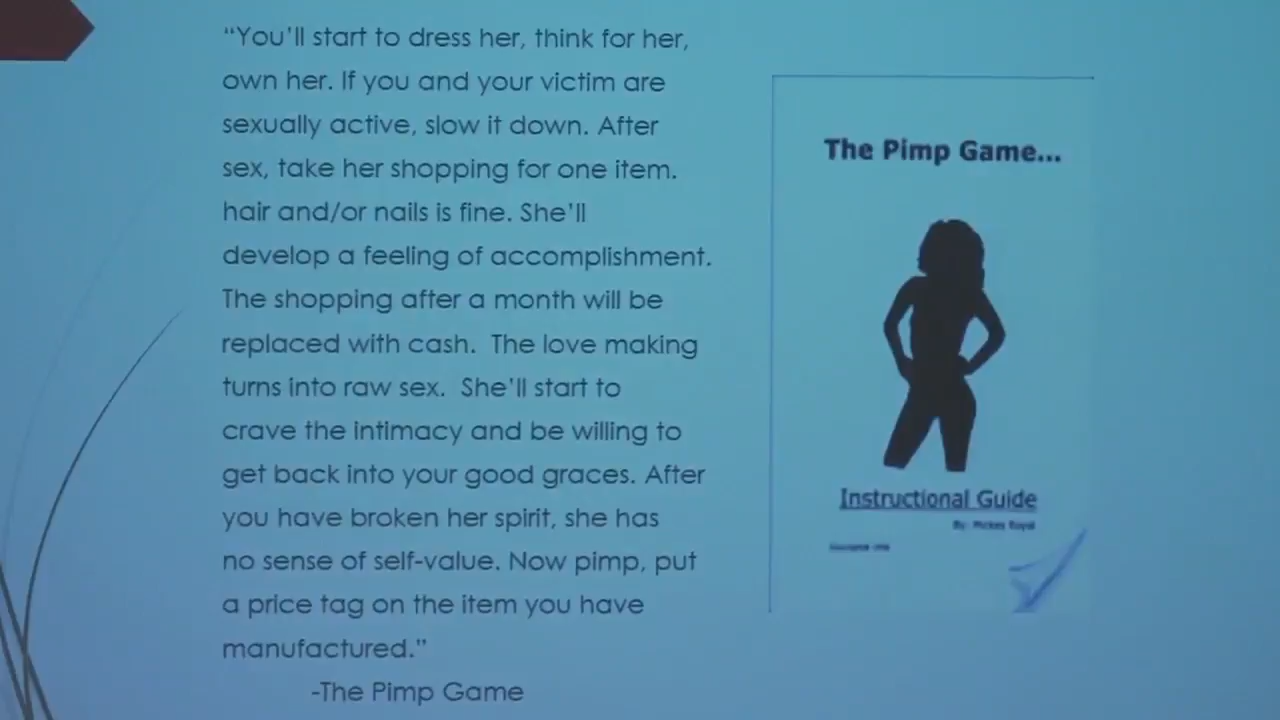 “You'll start to dress her, think for her,
own her. If you and your victim are
sexually active, slow it down. After
sex, take her shopping for one item.
hair and/or nails is fine. She'll
develop a feeling of accomplishment.
The shopping after a month will be
replaced with cash.  The love making
turns into raw sex.  She'll start to
crave the intimacy and be willing to
get back into your good graces. After
you have broken her spirit, she has
no sense of self-value. Now pimp, put
a price tag on the item you have
manufactured.”
-The Pimp Game
The Pimp Game...
Instructional Guide
By: Mickey Royal